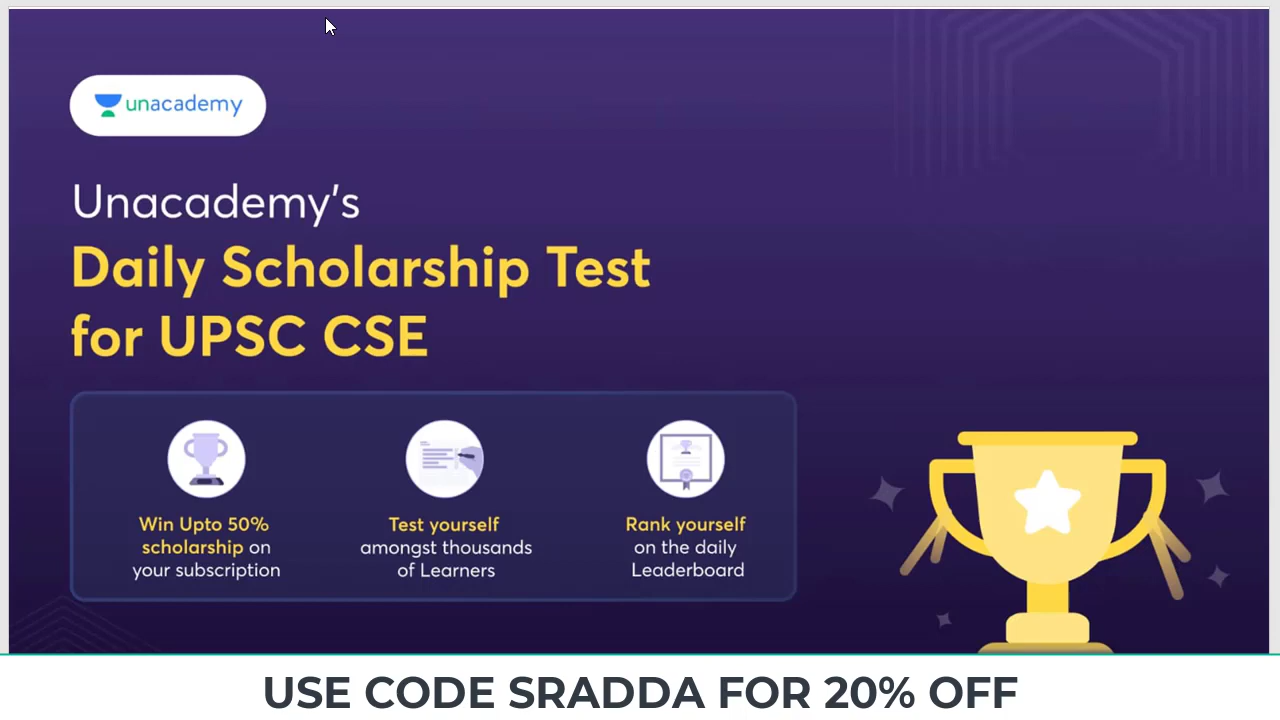 unacademy
Unacademy's
Daily Scholarship Test
for UPSC CSE
Win Upto 50%
scholarship on
your subscription
Test yourself
amongst thousands
of Learners
Rank yourself
on the daily
Leaderboard
USE CODE SRADDA FOR 20% OFF